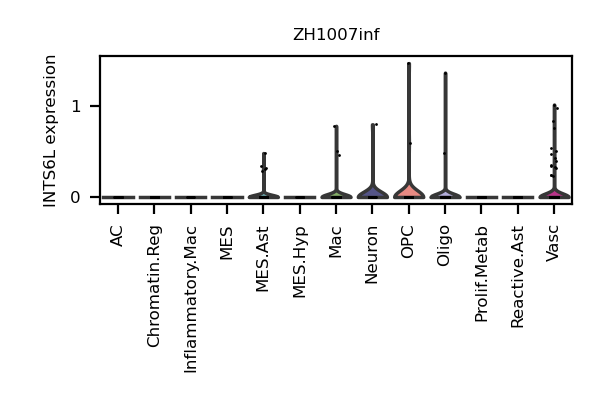 ZH1007inf
INTS6L expression
1
0
AC
Chromatin.Reg
Inflammatory.Mac
MES
MES.Ast
MES.Hyp
Mac
Neuron
OPC
Oligo
Prolif.Metab
Reactive.Ast
Vasc